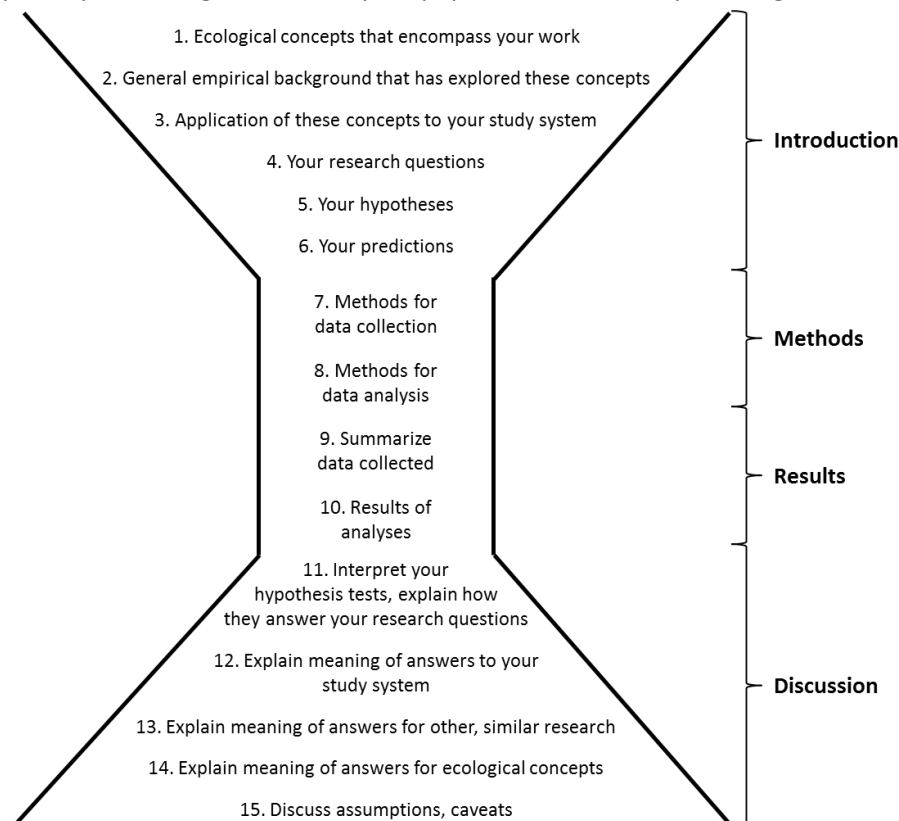 1. Ecological concepts that encompass your work
2. General empirical background that has explored these concepts
3. Application of these concepts to your study system
4. Your research questions
5. Your hypotheses
6. Your predictions
Introduction
7. Methods for
data collection
8. Methods for
data analysis
Methods
9. Summarize
data collected
10. Results of
analyses
Results
11. Interpret your
hypothesis tests, explain how
they answer your research questions
12. Explain meaning of answers to your
study system
13. Explain meaning of answers for other, similar research
14. Explain meaning of answers for ecological concepts
15. Discuss assumptions, caveats
Discussion